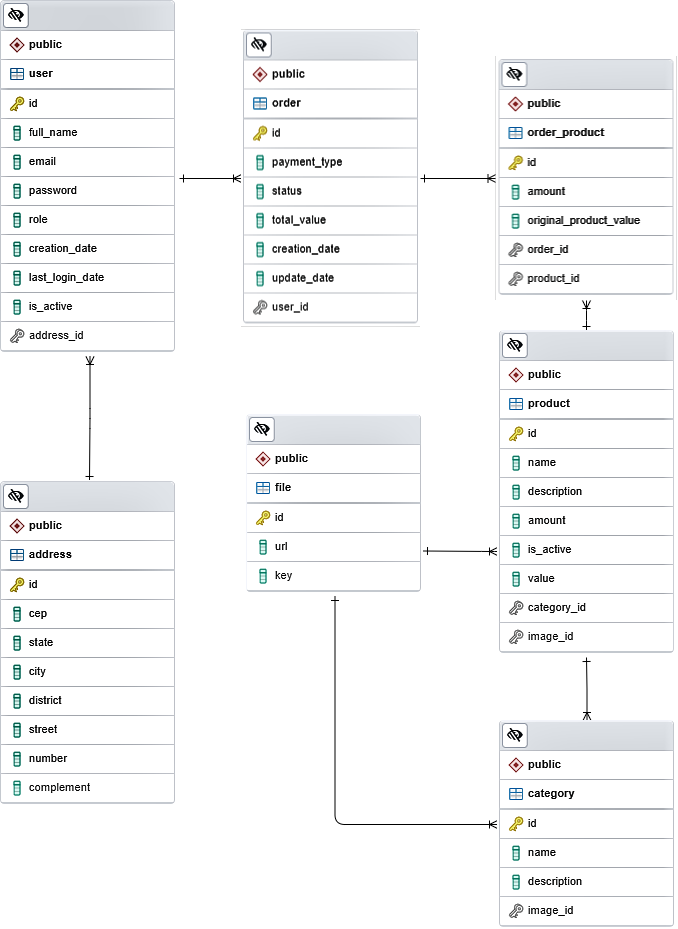 public
user
id
full_name
email
password
role
creation_date
last_login_date
is_active
address_id
public
order
id
payment_type
status
total_value
creation_date
update_date
user_id
public
order_product
id
amount
original_product_value
order_id
product_id
public
address
id
cep
state
city
district
street
number
complement
public
file
id
url
key
public
product
id
name
description
amount
is_active
value
category_id
image_id
public
category
id
name
description
image_id